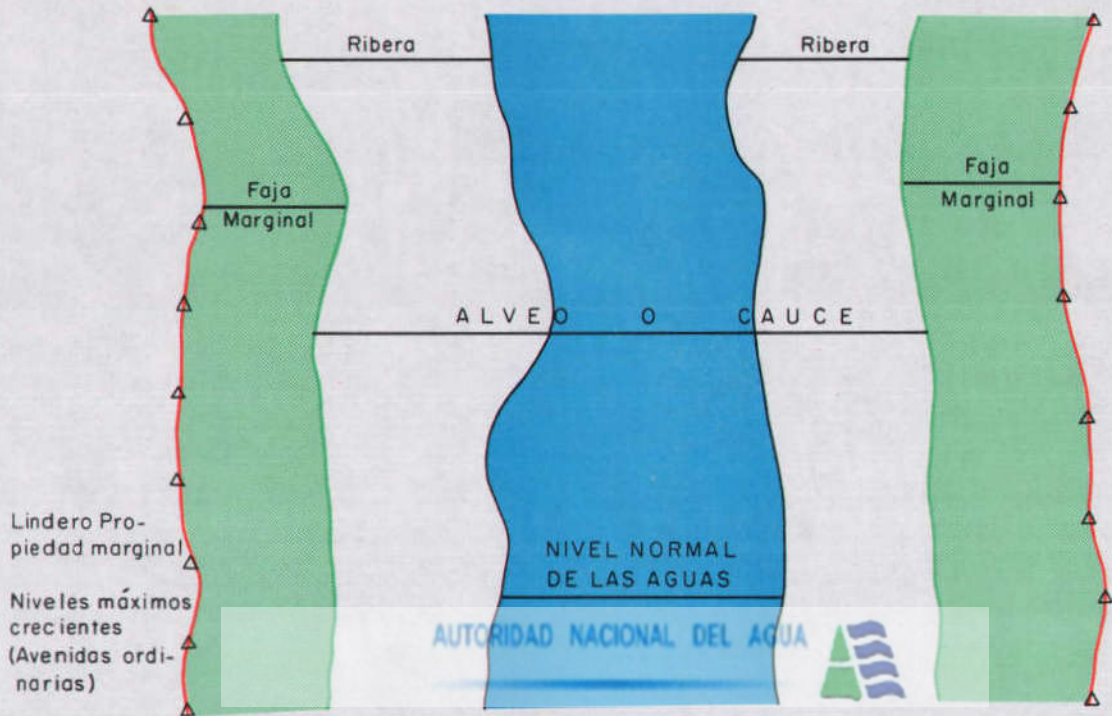 Ribera
Ribera
Faja
Marginal
Faja
Marginal
ALVEO O CAUCE
Lindero Pro-
piedad marginal
Niveles máximos
crecientes
(Avenidas ordi-
narias)
NIVEL NORMAL
DE LAS AGUAS
AUTORIDAD NACIONAL DEL AGUA